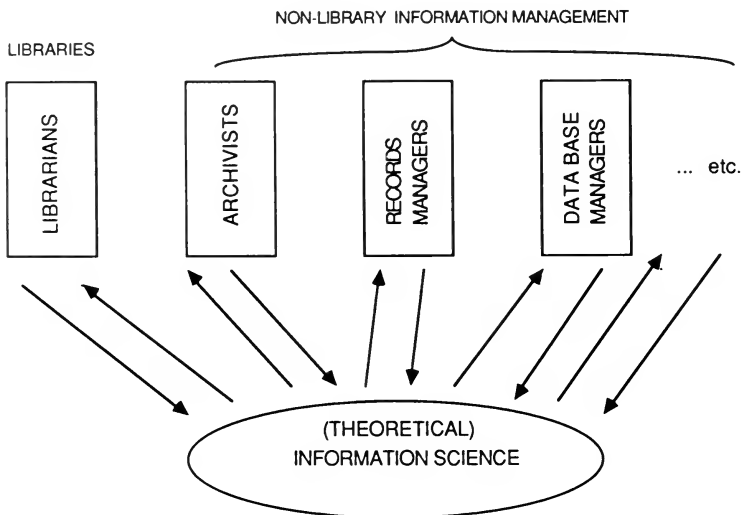 NON-LIBRARY INFORMATION MANAGEMENT
LIBRARIES
LIBRARIANS
ARCHIVISTS
RECORDS
MANAGERS
DATA BASE
MANAGERS
... etc.
(THEORETICAL)
INFORMATION SCIENCE